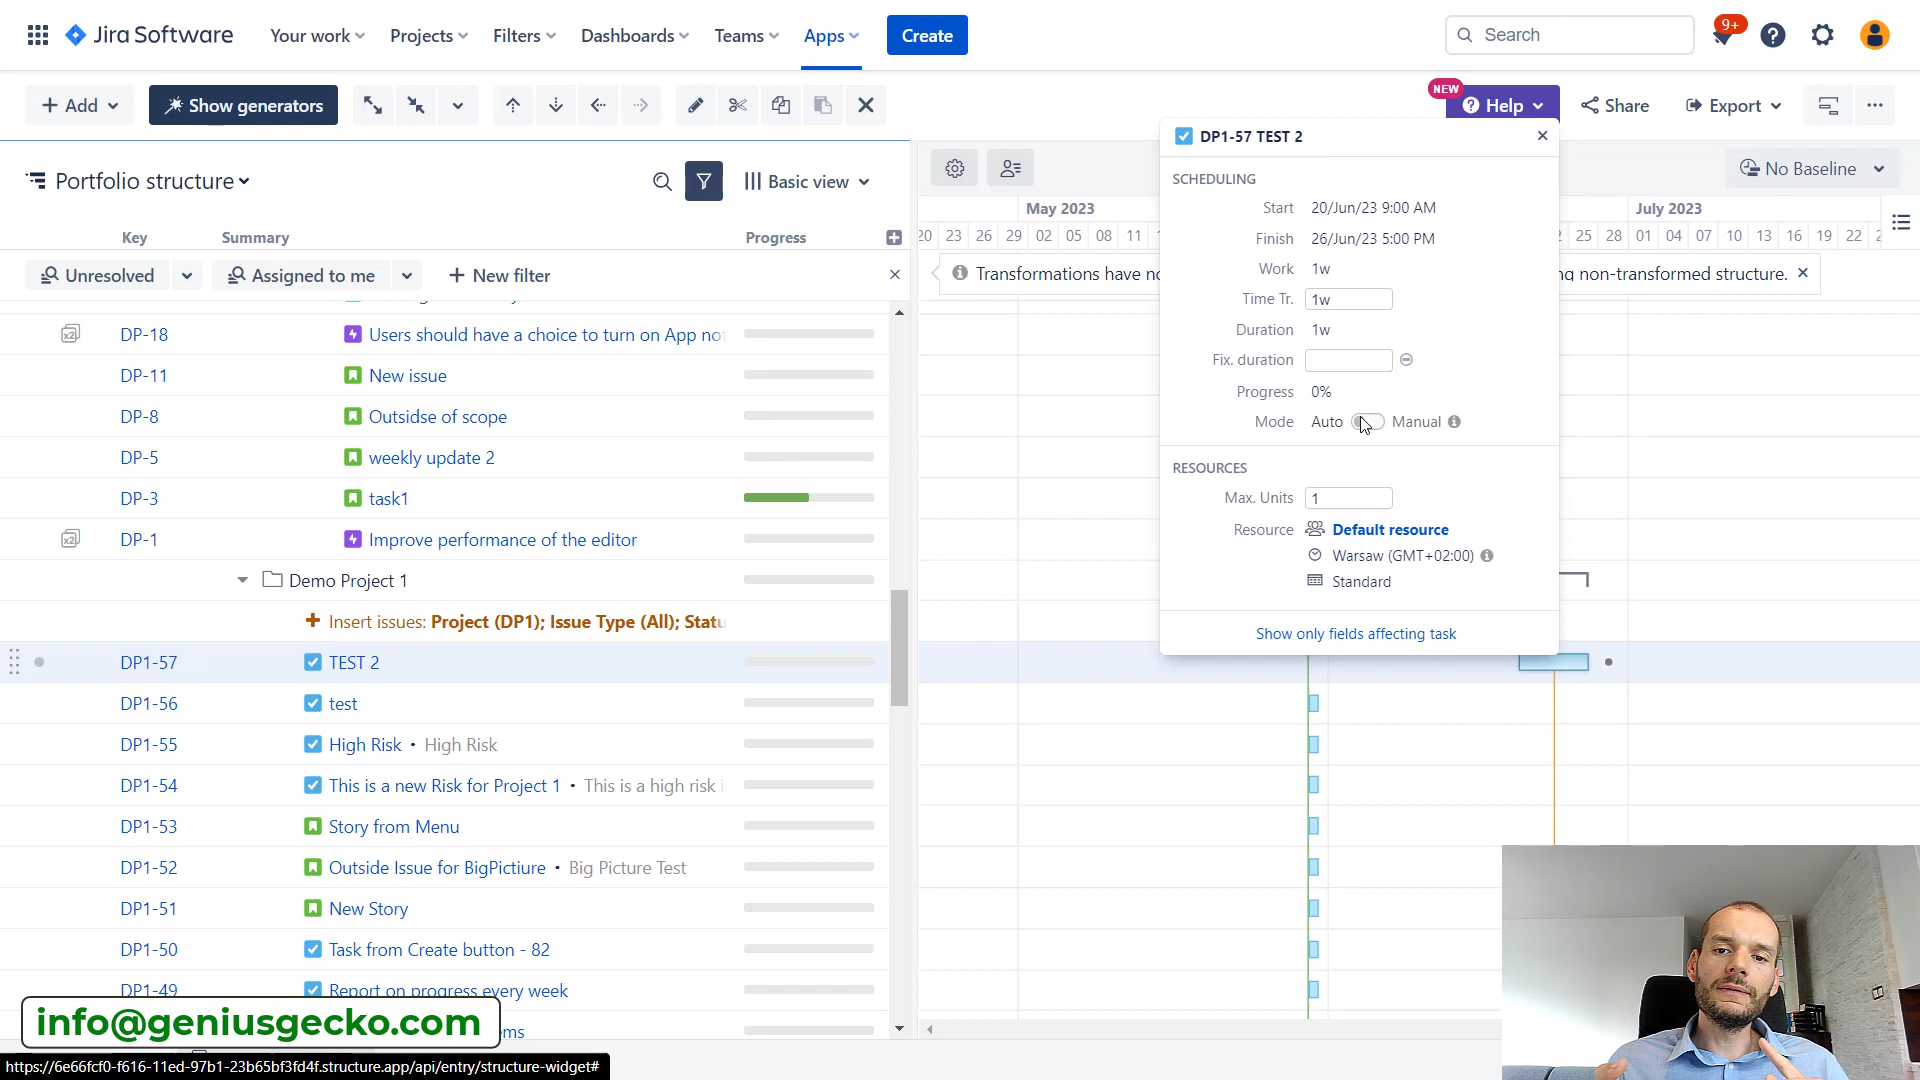 Jira Software
Your work
Projects
Filters
Dashboards
Teams
Apps
Create
Search
9+
Add
Show generators
NEW
Help
Share
Export
Portfolio structure
Basic view
No Baseline
Key
Summary
Progress
Unresolved
Assigned to me
New filter
DP-18
Users should have a choice to turn on App not
DP-11
New issue
DP-8
Outsidse of scope
DP-5
weekly update 2
DP-3
task1
DP-1
Improve performance of the editor
Demo Project 1
Insert issues: Project (DP1); Issue Type (All); Statu
DP1-57
TEST 2
DP1-56
test
DP1-55
High Risk • High Risk
DP1-54
This is a new Risk for Project 1 • This is a high risk i
DP1-53
Story from Menu
DP1-52
Outside Issue for BigPictiure • Big Picture Test
DP1-51
New Story
DP1-50
Task from Create button - 82
DP1-49
Report on progress every week
ems
info@geniusgecko.com
https://6e66fcf0-f616-11ed-97b1-23b65bf3fd4f.structure.app/api/entry/structure-widget#
May 2023
July 2023
20 23 26 29 02 05 08 11
25 28 01 04 07 10 13 16 19 22
Transformations have no
ng non-transformed structure.
DP1-57 TEST 2
SCHEDULING
Start 20/Jun/23 9:00 AM
Finish 26/Jun/23 5:00 PM
Work 1w
Time Tr. 1w
Duration 1w
Fix. duration
Progress 0%
Mode Auto Manual
RESOURCES
Max. Units 1
Resource Default resource
Warsaw (GMT+02:00)
Standard
Show only fields affecting task